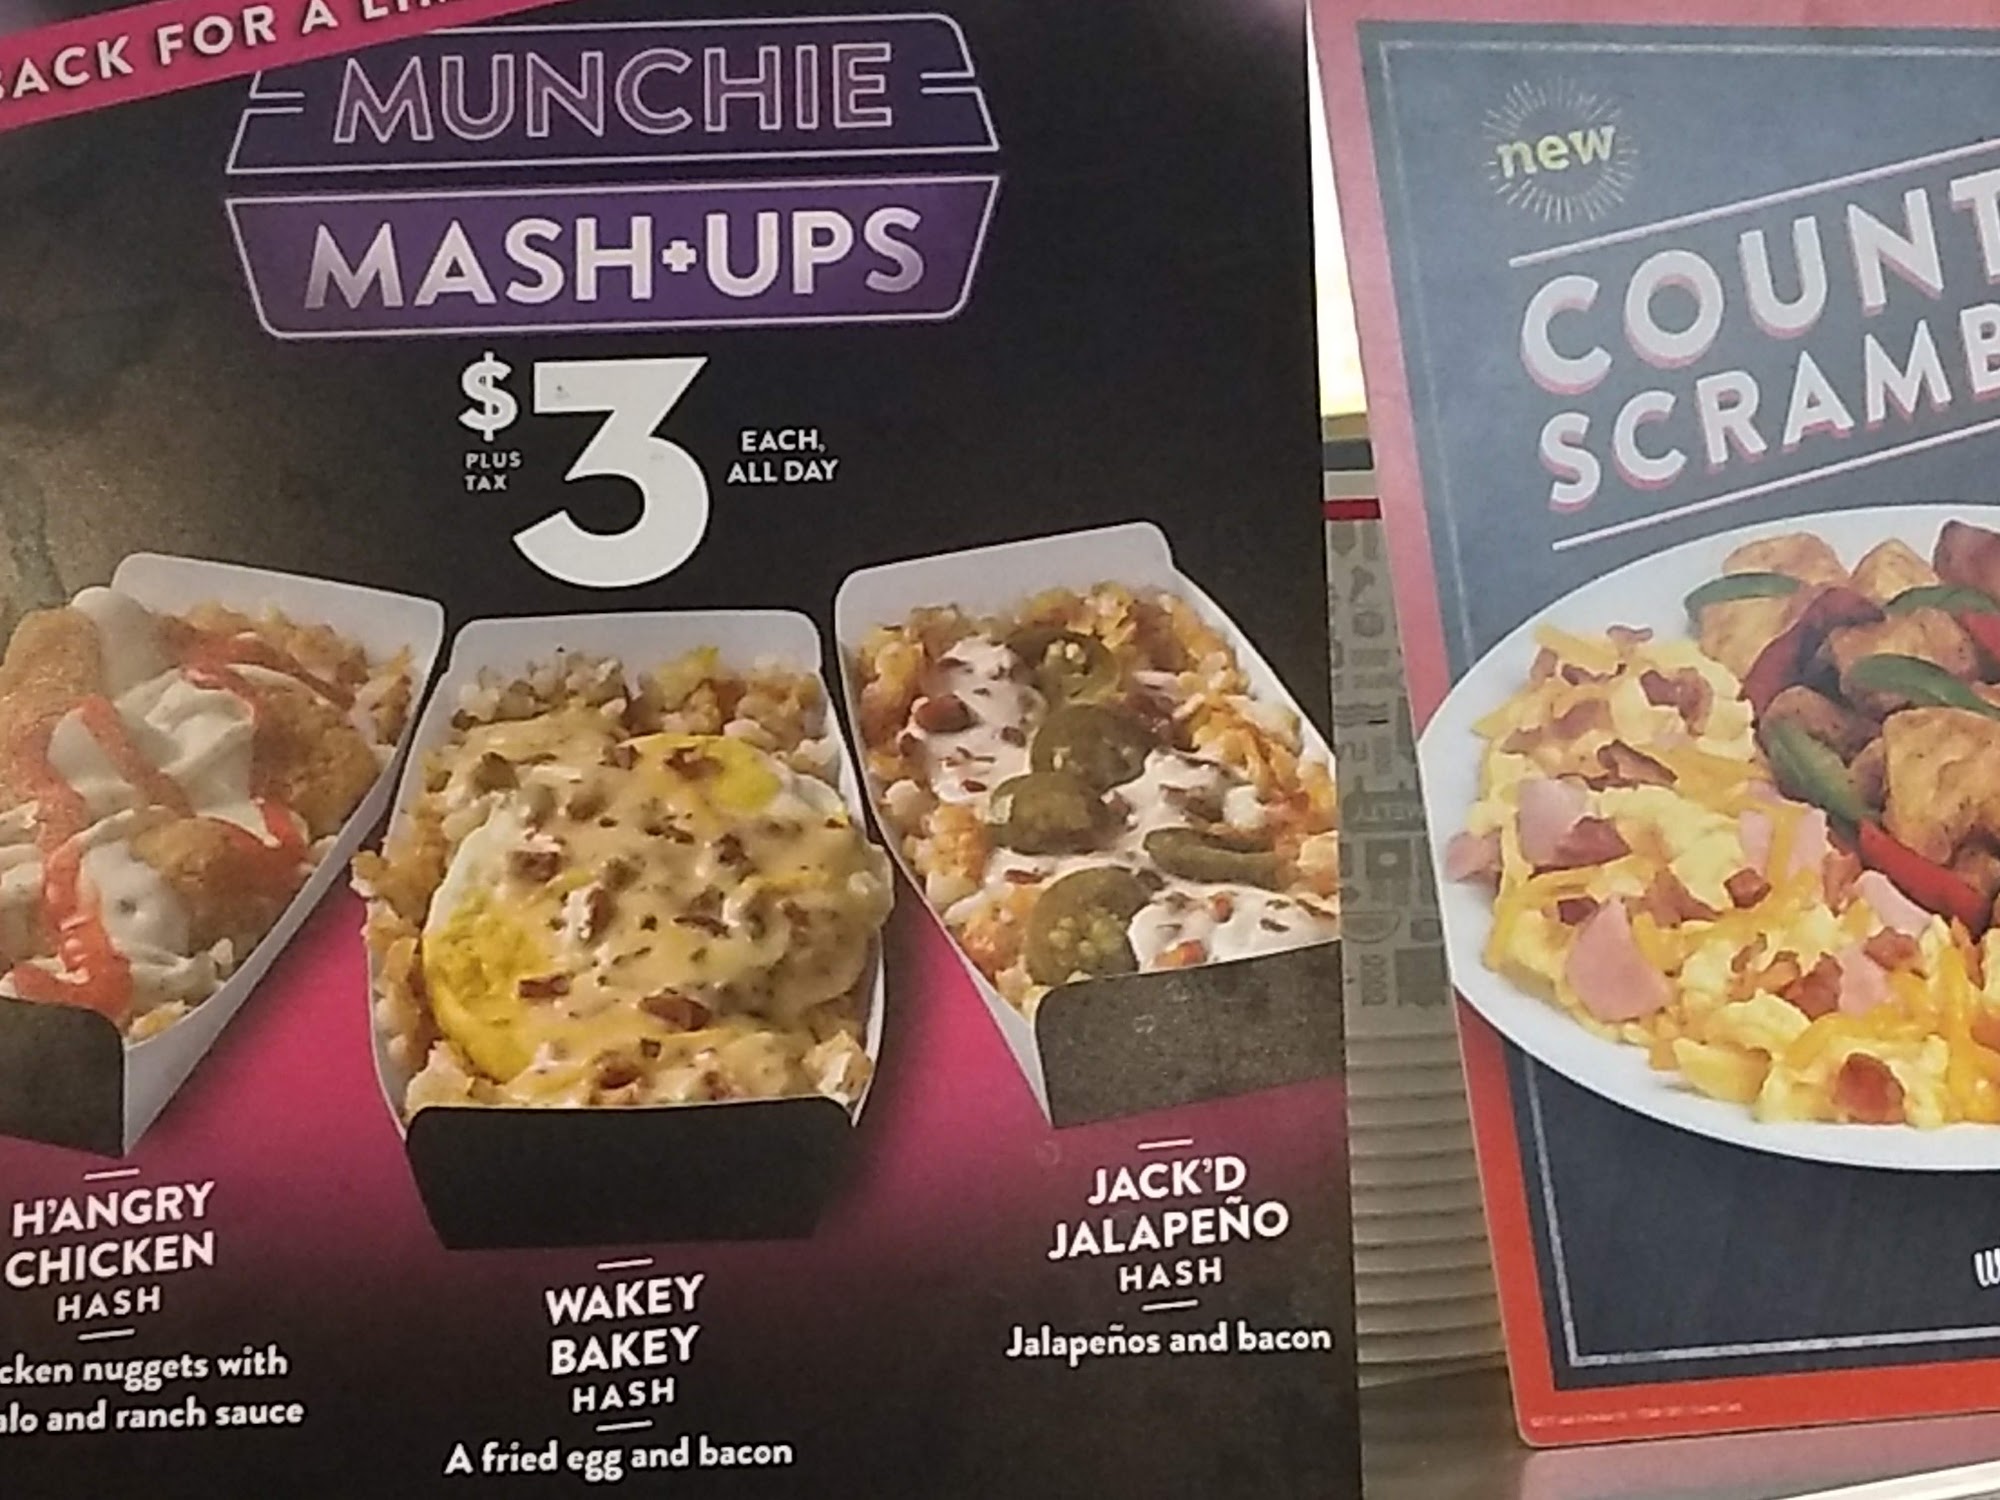 BACK FOR A
MUNCHIE
MASH+UPS
$3
PLUS
TAX
EACH,
ALL DAY
H'ANGRY
CHICKEN
HASH
cken nuggets with
alo and ranch sauce
WAKEY
BAKEY
HASH
A fried egg and bacon
JACK'D
JALAPEÑO
HASH
Jalapeños and bacon
new
COUNT
SCRAMB